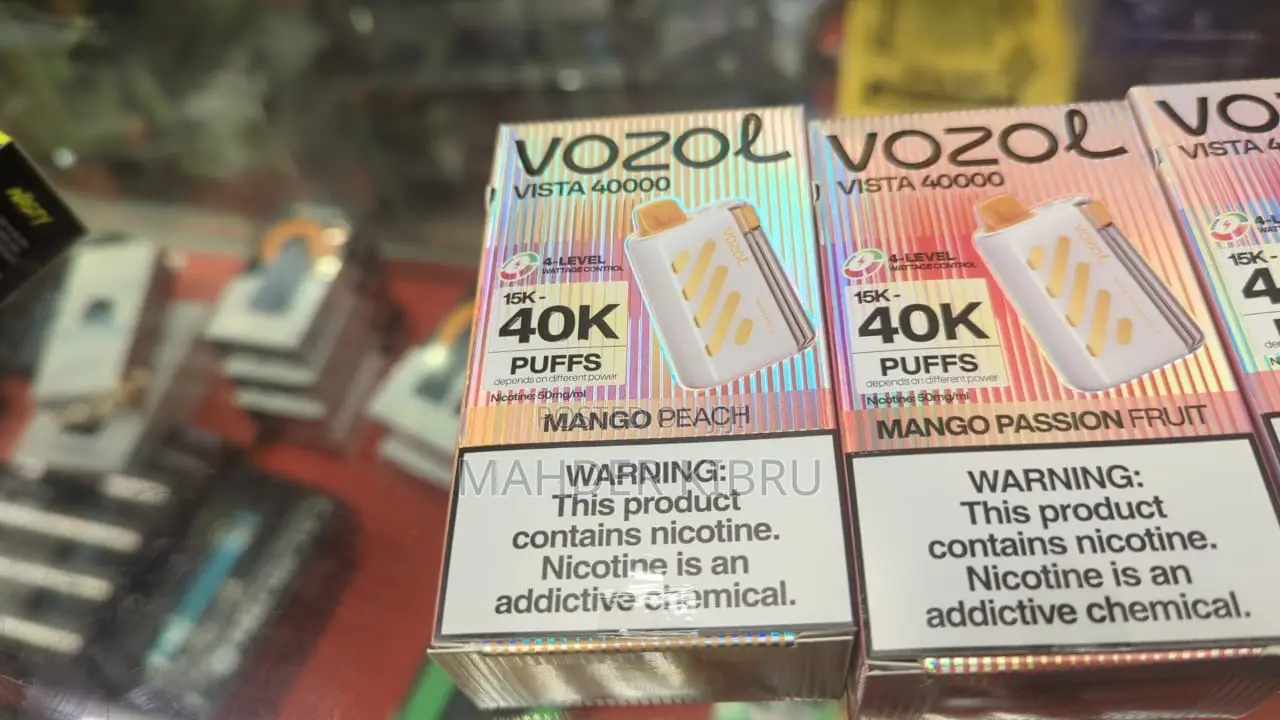 VOZOL
VISTA 40000
4-LEVEL
WATTAGE CONTROL
15K-
40K
PUFFS
depends on different power
Nicotine: 50mg/ml
MANGO PEACH
WARNING:
This product
contains nicotine.
Nicotine is an
addictive chemical.
VOZOL
VISTA 40000
4-LEVEL
WATTAGE CONTROL
15K-
40K
PUFFS
depends on different power
Nicotine: 50mg/ml
MANGO PASSION FRUIT
WARNING:
This product
contains nicotine.
Nicotine is an
addictive chemical.
VO
VISTA 4
4-L
15K-
4
VOZOL
VOZOL
MAHDER KIBRU